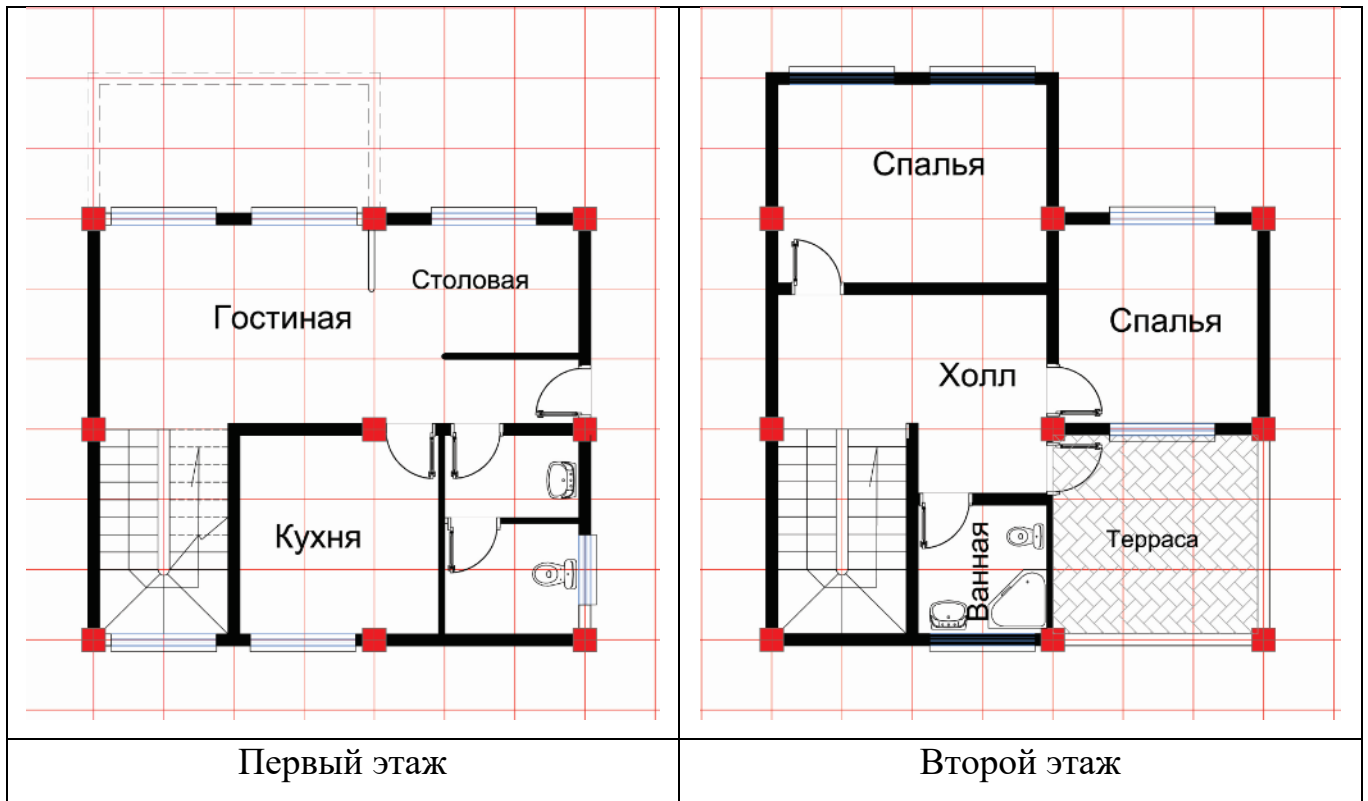 Гостиная
Столовая
Кухня
Первый этаж
Спалья
Спалья
Холл
Ванная
Терраса
Второй этаж